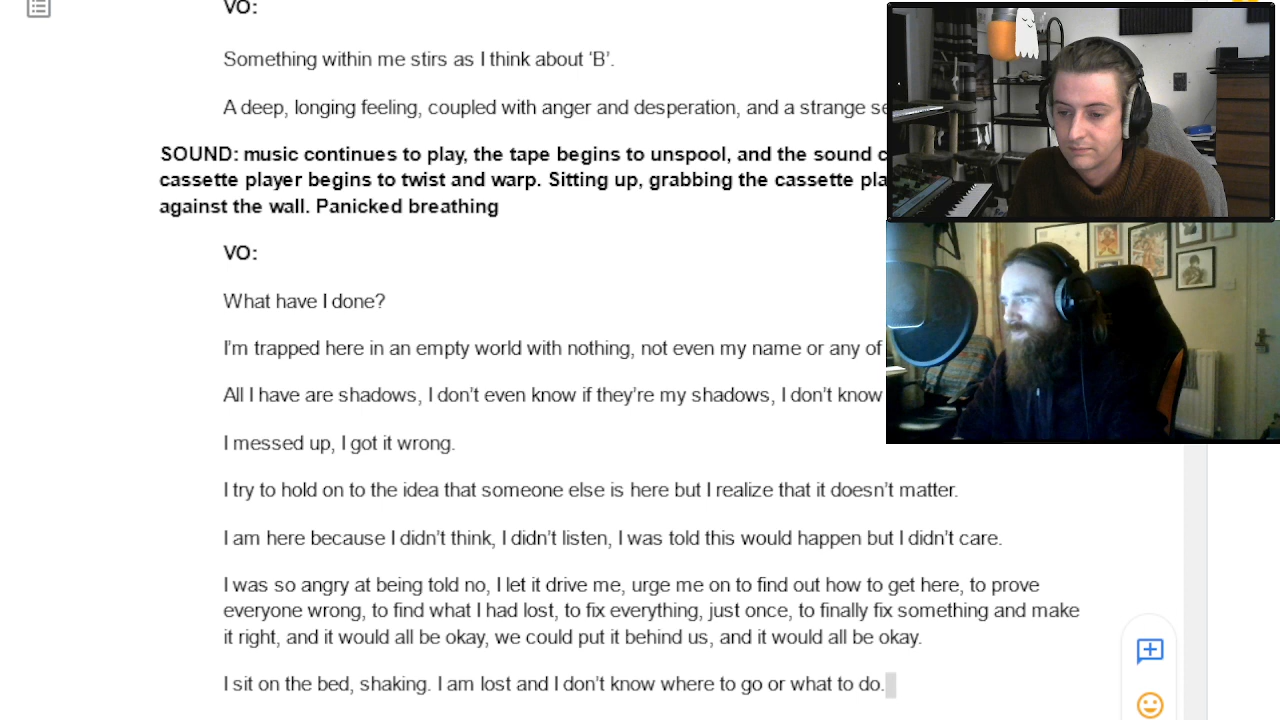 VO:
Something within me stirs as I think about ‘B’.
A deep, longing feeling, coupled with anger and desperation, and a strange se
SOUND: music continues to play, the tape begins to unspool, and the sound
cassette player begins to twist and warp. Sitting up, grabbing the cassette pla
against the wall. Panicked breathing
VO:
What have I done?
I’m trapped here in an empty world with nothing, not even my name or any of
All I have are shadows, I don’t even know if they’re my shadows, I don’t know
I messed up, I got it wrong.
I try to hold on to the idea that someone else is here but I realize that it doesn’t matter.
I am here because I didn’t think, I didn’t listen, I was told this would happen but I didn’t care.
I was so angry at being told no, I let it drive me, urge me on to find out how to get here, to prove
everyone wrong, to find what I had lost, to fix everything, just once, to finally fix something and make
it right, and it would all be okay, we could put it behind us, and it would all be okay.
I sit on the bed, shaking. I am lost and I don’t know where to go or what to do.